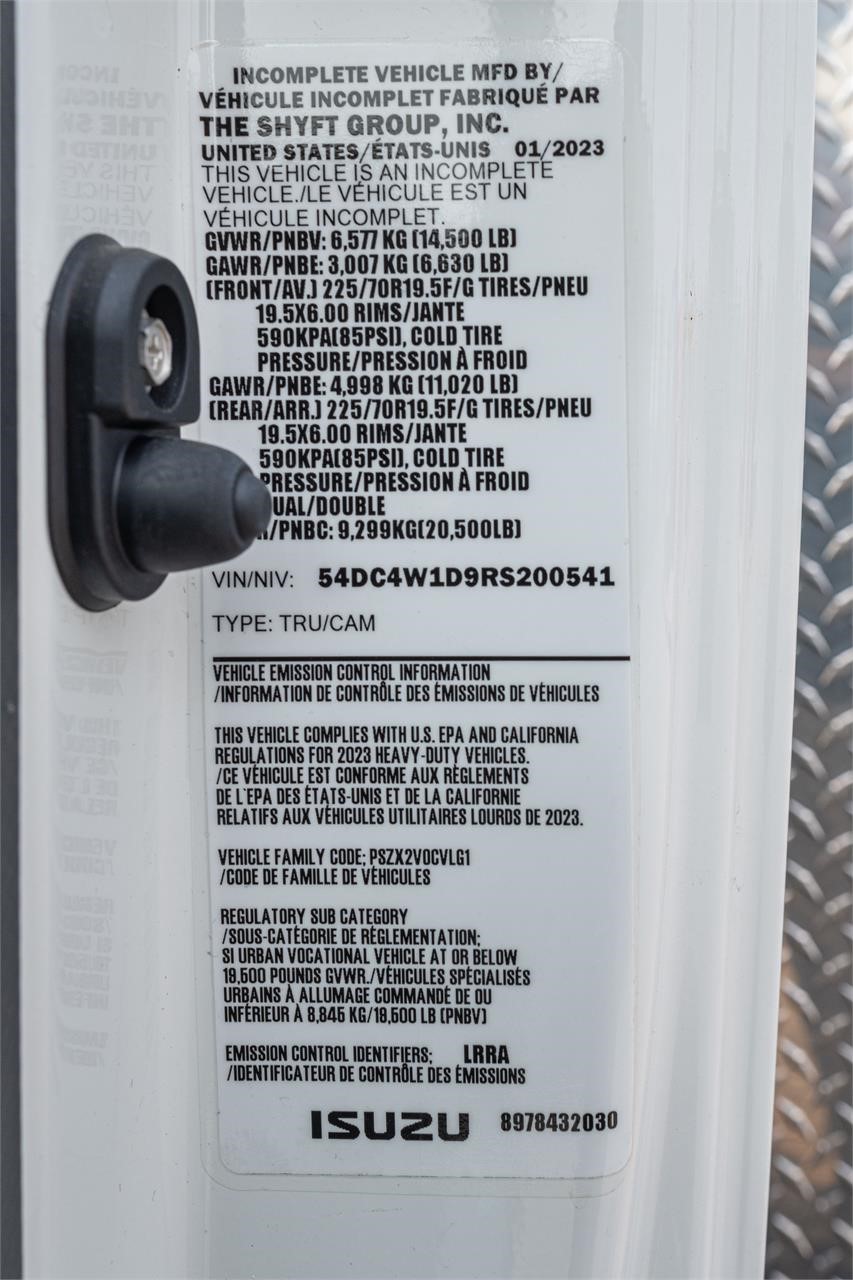 INCOMPLETE VEHICLE MFD BY/
VÉHICULE INCOMPLET FABRIQUÉ PAR
THE SHYFT GROUP, INC.
UNITED STATES/ÉTATS-UNIS 01/2023
THIS VEHICLE IS AN INCOMPLETE
VEHICLE./LE VÉHICULE EST UN
VÉHICULE INCOMPLET.
GVWR/PNBV: 6,577 KG (14,500 LB)
GAWR/PNBE: 3,007 KG (6,630 LB)
(FRONT/AV.) 225/70R19.5F/G TIRES/PNEU
19.5X6.00 RIMS/JANTE
590KPA(85PSI), COLD TIRE
PRESSURE/PRESSION À FROID
GAWR/PNBE: 4,998 KG (11,020 LB)
(REAR/ARR.) 225/70R19.5F/G TIRES/PNEU
19.5X6.00 RIMS/JANTE
590KPA(85PSI), COLD TIRE
PRESSURE/PRESSION À FROID
UAL/DOUBLE
/PNBC: 9,299KG(20,500LB)
VIN/NIV: 54DC4W1D9RS200541
TYPE: TRU/CAM
VEHICLE EMISSION CONTROL INFORMATION
/INFORMATION DE CONTRÔLE DES ÉMISSIONS DE VÉHICULES
THIS VEHICLE COMPLIES WITH U.S. EPA AND CALIFORNIA
REGULATIONS FOR 2023 HEAVY-DUTY VEHICLES.
/CE VÉHICULE EST CONFORME AUX RÈGLEMENTS
DE L'EPA DES ÉTATS-UNIS ET DE LA CALIFORNIE
RELATIFS AUX VÉHICULES UTILITAIRES LOURDS DE 2023.
VEHICLE FAMILY CODE; PSZX2VOCVLG1
/CODE DE FAMILLE DE VÉHICULES
REGULATORY SUB CATEGORY
/SOUS-CATÉGORIE DE RÉGLEMENTATION;
SI URBAN VOCATIONAL VEHICLE AT OR BELOW
19,500 POUNDS GVWR./VÉHICULES SPÉCIALISÉS
URBAINS À ALLUMAGE COMMANDÉ DE OU
INFÉRIEUR À 8,845 KG/19,500 LB (PNBV)
EMISSION CONTROL IDENTIFIERS; LRRA
/IDENTIFICATEUR DE CONTRÔLE DES ÉMISSIONS
ISUZU 8978432030